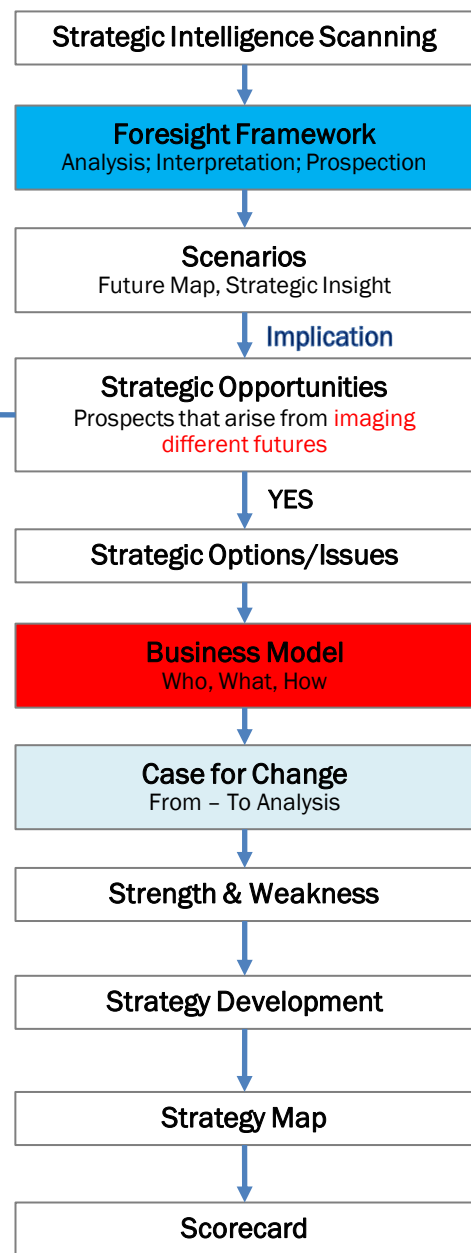 Strategic Intelligence Scanning
Foresight Framework
Analysis; Interpretation; Prospection
Scenarios
Future Map, Strategic Insight
Implication
Strategic Opportunities
Prospects that arise from imaging
different futures
YES
Strategic Options/Issues
Business Model
Who, What, How
Case for Change
From – To Analysis
Strength & Weakness
Strategy Development
Strategy Map
Scorecard